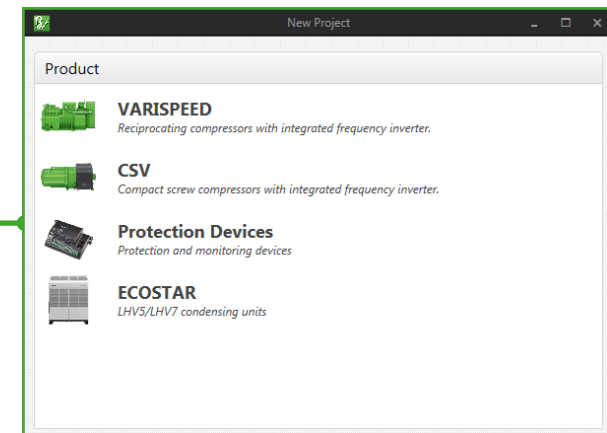 New Project
Product
VARISPEED
Reciprocating compressors with integrated frequency inverter.
CSV
Compact screw compressors with integrated frequency inverter.
Protection Devices
Protection and monitoring devices
ECOSTAR
LHV5/LHV7 condensing units